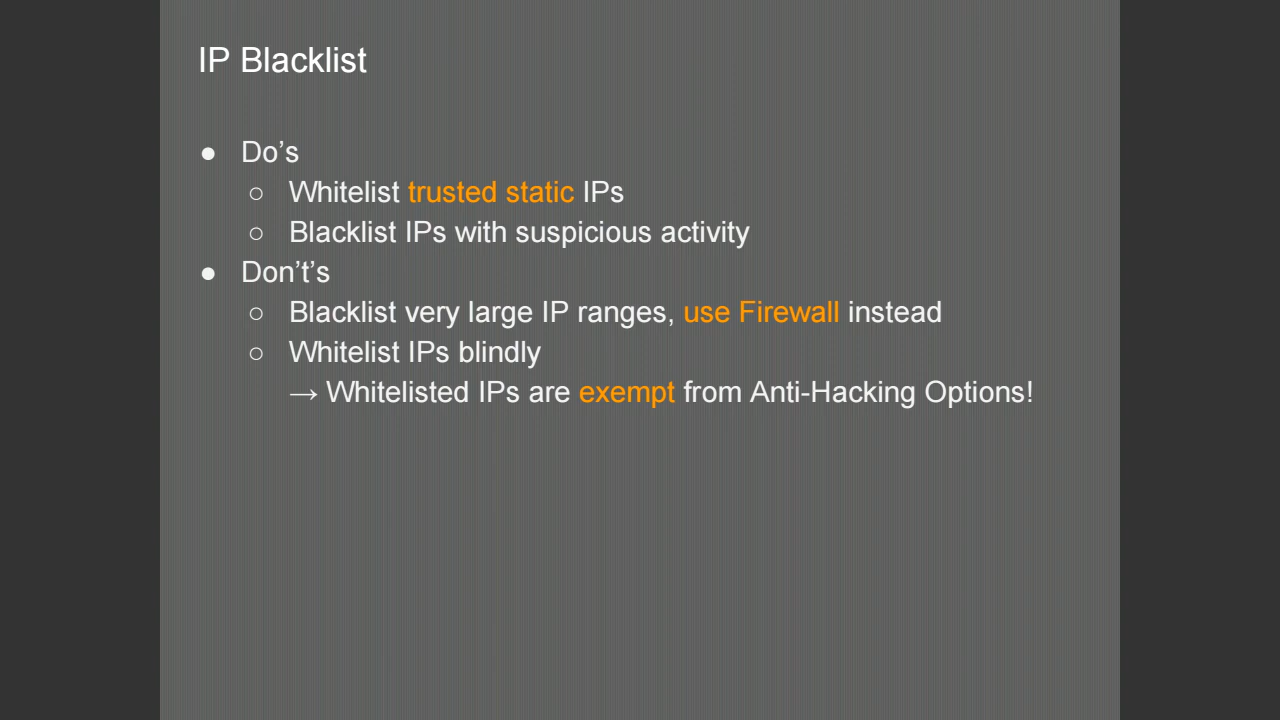 IP Blacklist
● Do’s
○ Whitelist trusted static IPs
○ Blacklist IPs with suspicious activity
● Don’t’s
○ Blacklist very large IP ranges, use Firewall instead
○ Whitelist IPs blindly
→ Whitelisted IPs are exempt from Anti-Hacking Options!